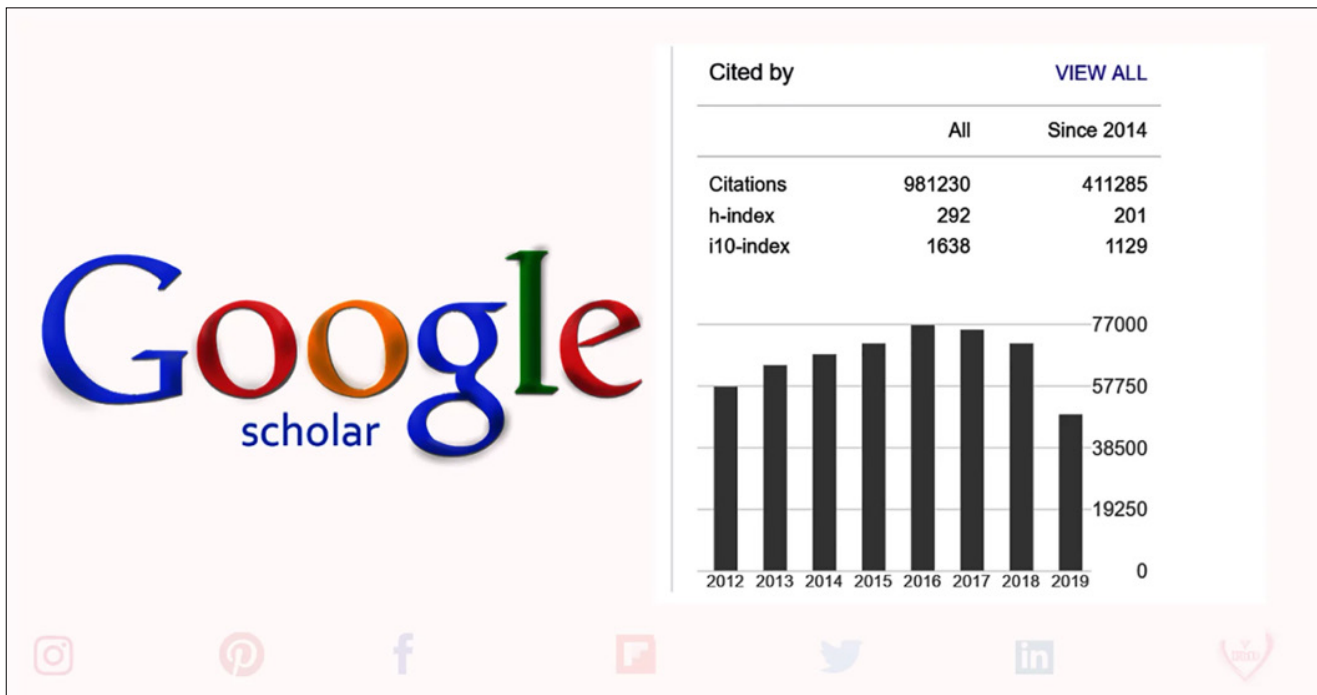 Google
scholar
Cited by VIEW ALL
All Since 2014
Citations 981230 411285
h-index 292 201
i10-index 1638 1129
77000
57750
38500
19250
0
2012 2013 2014 2015 2016 2017 2018 2019